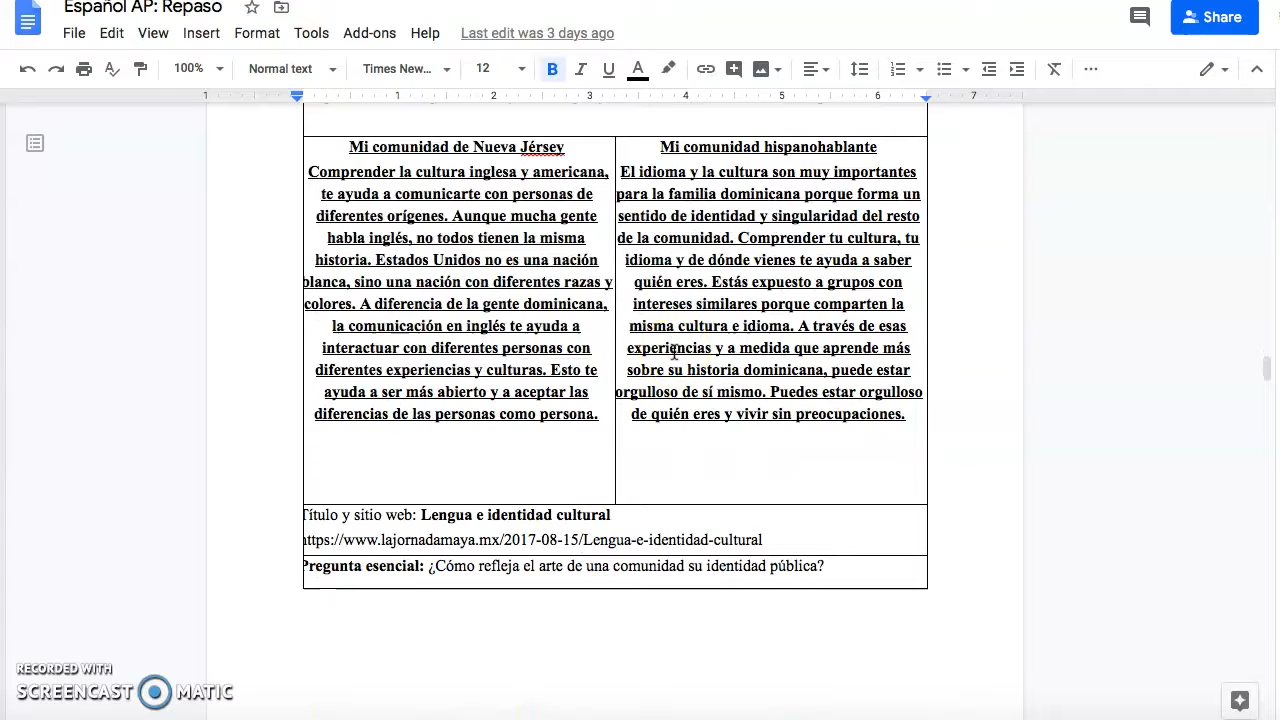 Español AP: Repaso
File Edit View Insert Format Tools Add-ons Help Last edit was 3 days ago
Share
100% Normal text Times New... 12 B I U A
1 1 2 3 4 5 6 7
Mi comunidad de Nueva Jérsey
Comprender la cultura inglesa y americana,
te ayuda a comunicarte con personas de
diferentes orígenes. Aunque mucha gente
habla inglés, no todos tienen la misma
historia. Estados Unidos no es una nación
blanca, sino una nación con diferentes razas y
colores. A diferencia de la gente dominicana,
la comunicación en inglés te ayuda a
interactuar con diferentes personas con
diferentes experiencias y culturas. Esto te
ayuda a ser más abierto y a aceptar las
diferencias de las personas como persona.
Mi comunidad hispanohablante
El idioma y la cultura son muy importantes
para la familia dominicana porque forma un
sentido de identidad y singularidad del resto
de la comunidad. Comprender tu cultura, tu
idioma y de dónde vienes te ayuda a saber
quién eres. Estás expuesto a grupos con
intereses similares porque comparten la
misma cultura e idioma. A través de esas
experiencias y a medida que aprende más
sobre su historia dominicana, puede estar
orgulloso de sí mismo. Puedes estar orgulloso
de quién eres y vivir sin preocupaciones.
Título y sitio web: Lengua e identidad cultural
https://www.lajornadamaya.mx/2017-08-15/Lengua-e-identidad-cultural
Pregunta esencial: ¿Cómo refleja el arte de una comunidad su identidad pública?
RECORDED WITH
SCREENCAST MATIC